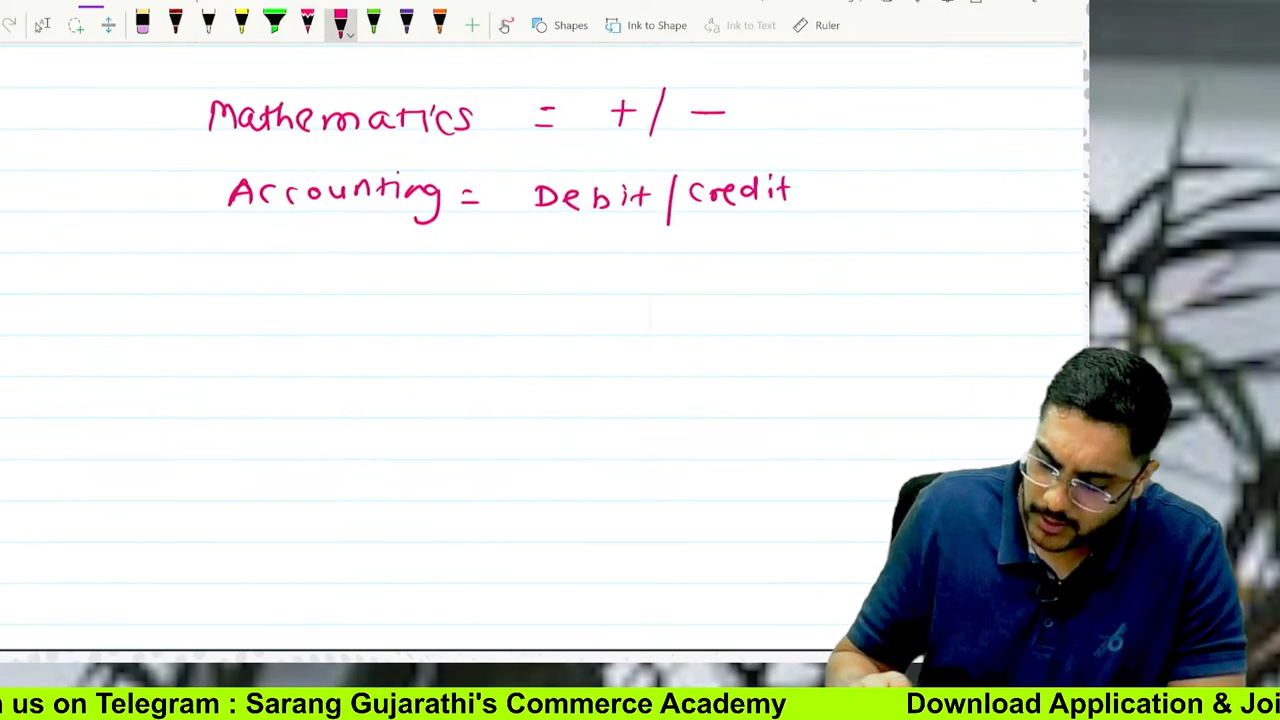 Shapes Ink to Shape Ink to Text Ruler
Mathematics = + / -
Accounting = Debit / Credit
us on Telegram : Sarang Gujarathi's Commerce Academy Download Application & Joi